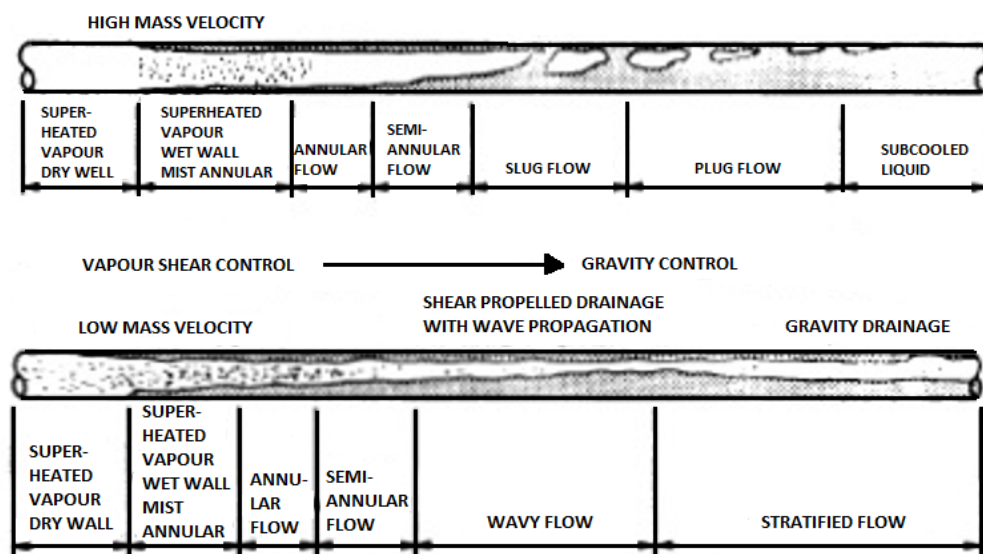 HIGH MASS VELOCITY
SUPER-
HEATED
VAPOUR
DRY WELL
SUPERHEATED
VAPOUR
WET WALL
MIST ANNULAR
ANNULAR
FLOW
SEMI-
ANNULAR
FLOW
SLUG FLOW
PLUG FLOW
SUBCOOLED
LIQUID
VAPOUR SHEAR CONTROL
GRAVITY CONTROL
LOW MASS VELOCITY
SHEAR PROPELLED DRAINAGE
WITH WAVE PROPAGATION
GRAVITY DRAINAGE
SUPER-
HEATED
VAPOUR
DRY WALL
SUPER-
HEATED
VAPOUR
WET WALL
MIST
ANNULAR
ANNU-
LAR
FLOW
SEMI-
ANNULAR
FLOW
WAVY FLOW
STRATIFIED FLOW